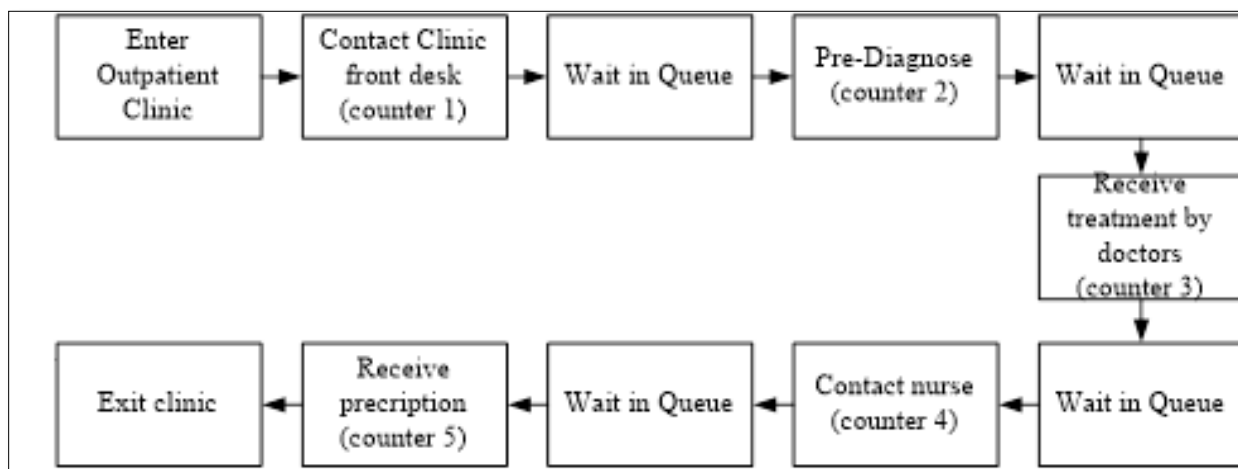 Enter
Outpatient
Clinic
Contact Clinic
front desk
(counter 1)
Wait in Queue
Pre-Diagnose
(counter 2)
Wait in Queue
Receive
treatment by
doctors
(counter 3)
Wait in Queue
Contact nurse
(counter 4)
Wait in Queue
Receive
precription
(counter 5)
Exit clinic